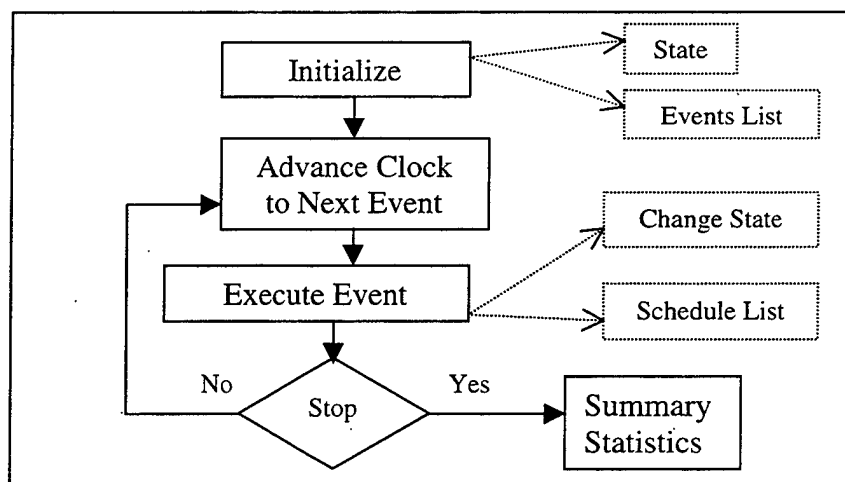 Initialize
State
Events List
Advance Clock
to Next Event
Change State
Execute Event
Schedule List
No
Stop
Yes
Summary
Statistics